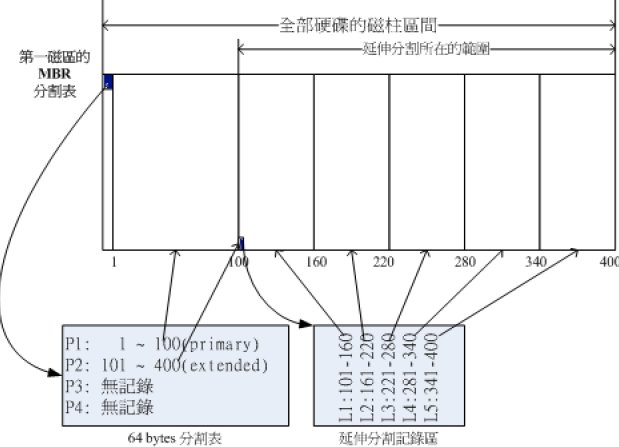 全部硬碟的磁柱區間
延伸分割所在的範圍
第一磁區的
MBR
分割表
1 100 160 220 280 340 400
P1: 1 ~ 100(primary)
P2: 101 ~ 400(extended)
P3: 無記錄
P4: 無記錄
L1:101-160
L2:161-220
L3:221-280
L4:281-340
L5:341-400
64 bytes 分割表
延伸分割記錄區